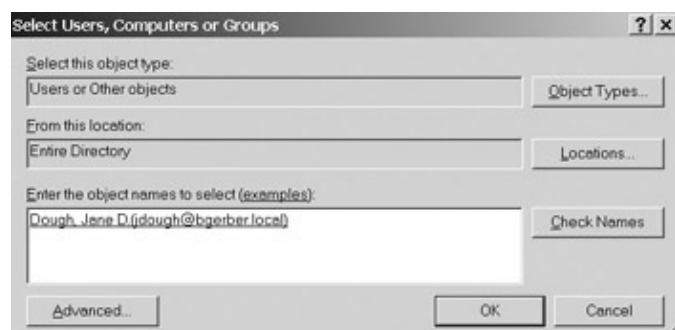 Select Users, Computers or Groups
Select this object type:
Users or Other objects
Object Types...
From this location:
Entire Directory
Locations...
Enter the object names to select (examples):
Dough, Jane D.(jdough@bgerber.local)
Check Names
Advanced...
OK
Cancel